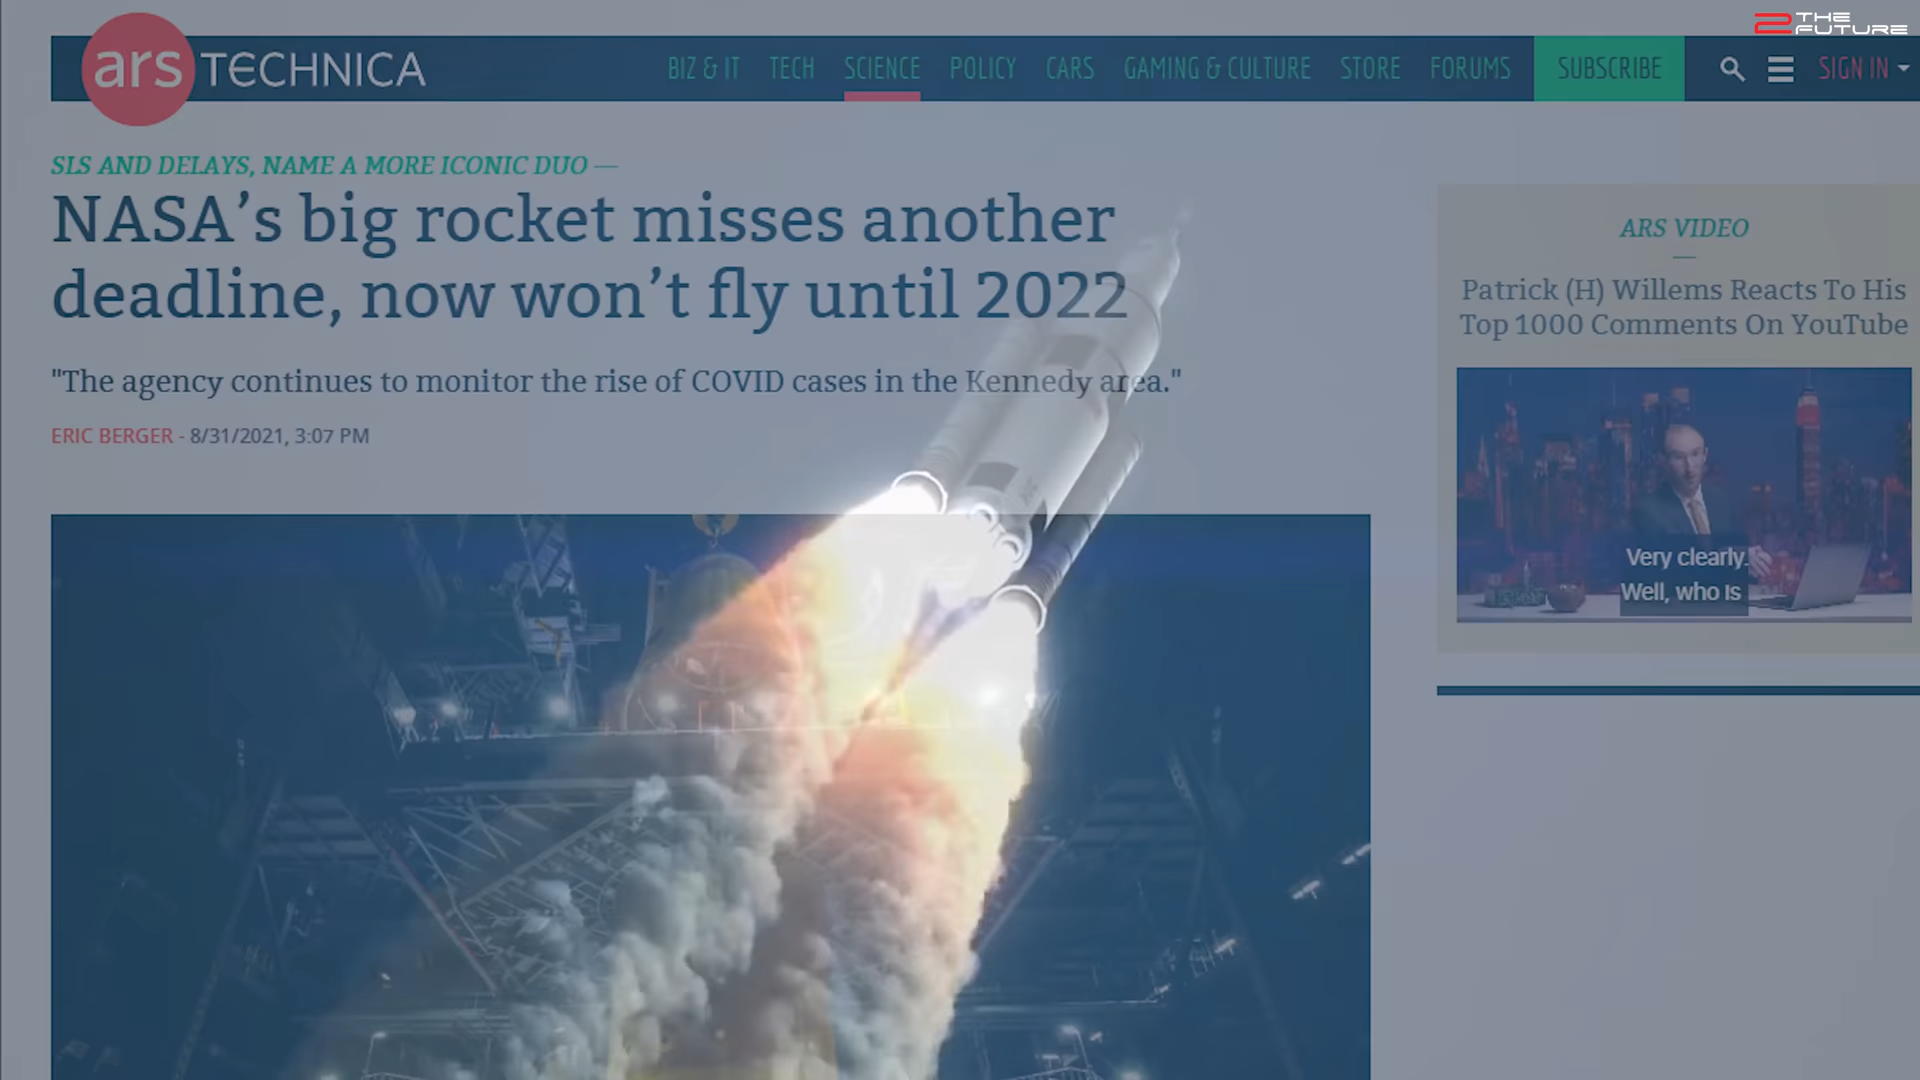 2 THE FUTURE
ars TECHNICA
BIZ & IT TECH SCIENCE POLICY CARS GAMING & CULTURE STORE FORUMS SUBSCRIBE SIGN IN
SLS AND DELAYS, NAME A MORE ICONIC DUO —
NASA’s big rocket misses another
deadline, now won’t fly until 2022
"The agency continues to monitor the rise of COVID cases in the Kennedy area."
ERIC BERGER - 8/31/2021, 3:07 PM
ARS VIDEO
Patrick (H) Willems Reacts To His
Top 1000 Comments On YouTube
Very clearly.
Well, who is